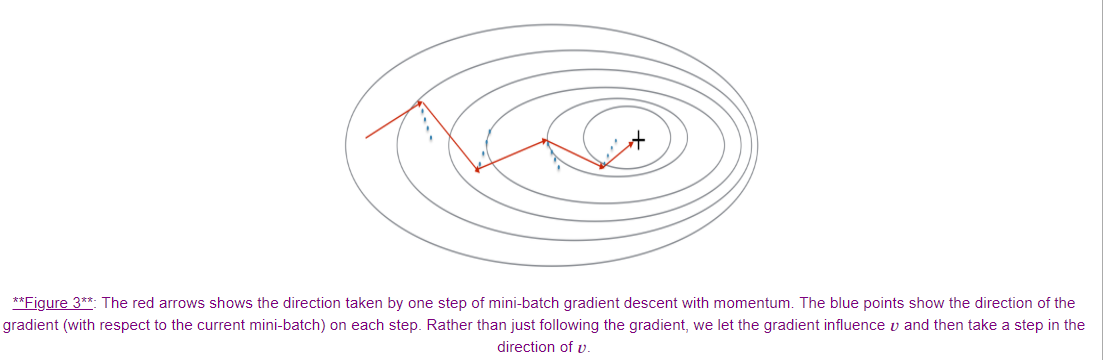 **Figure 3**: The red arrows shows the direction taken by one step of mini-batch gradient descent with momentum. The blue points show the direction of the
gradient (with respect to the current mini-batch) on each step. Rather than just following the gradient, we let the gradient influence v and then take a step in the
direction of v.